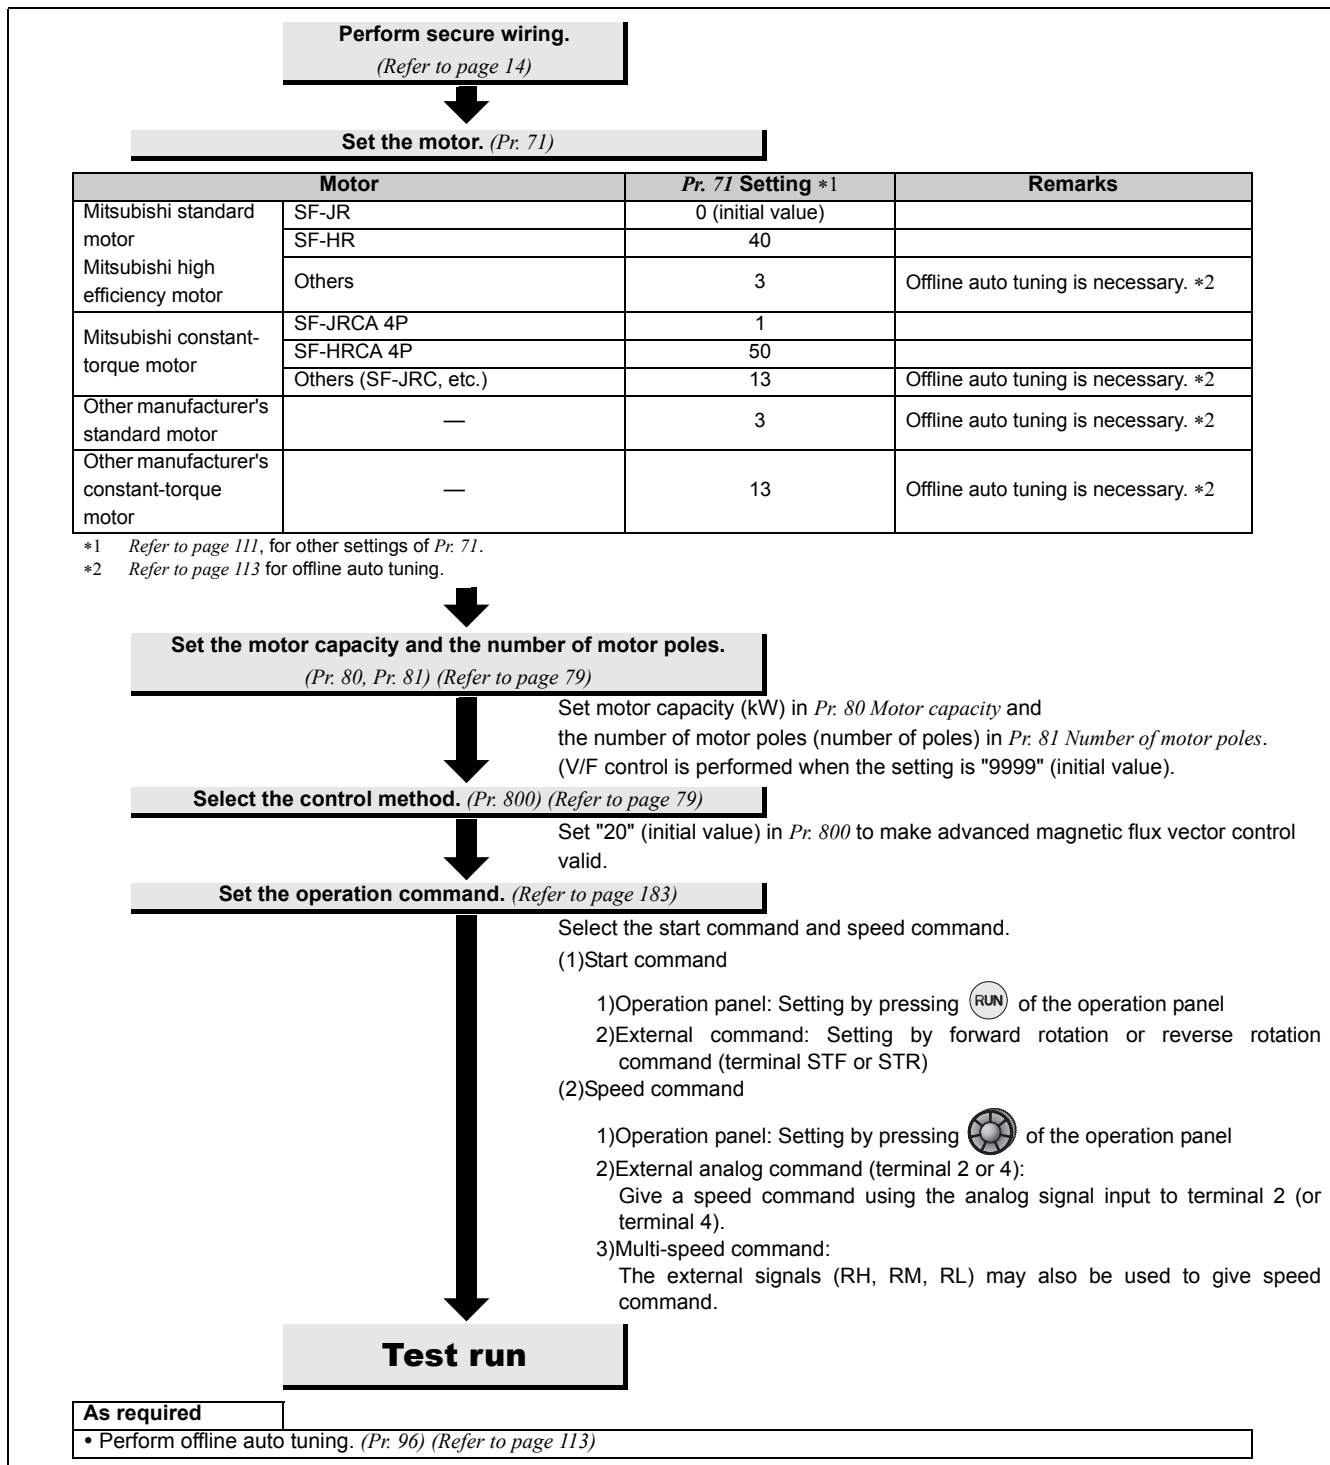 Perform secure wiring.
(Refer to page 14)
Set the motor. (Pr. 71)
Motor Pr. 71 Setting *1 Remarks
Mitsubishi standard motor
Mitsubishi high efficiency motor
SF-JR 0 (initial value)
SF-HR 40
Others 3 Offline auto tuning is necessary. *2
Mitsubishi constant-torque motor
SF-JRCA 4P 1
SF-HRCA 4P 50
Others (SF-JRC, etc.) 13 Offline auto tuning is necessary. *2
Other manufacturer's standard motor — 3 Offline auto tuning is necessary. *2
Other manufacturer's constant-torque motor — 13 Offline auto tuning is necessary. *2
*1 Refer to page 111, for other settings of Pr. 71.
*2 Refer to page 113 for offline auto tuning.
Set the motor capacity and the number of motor poles.
(Pr. 80, Pr. 81) (Refer to page 79)
Set motor capacity (kW) in Pr. 80 Motor capacity and
the number of motor poles (number of poles) in Pr. 81 Number of motor poles.
(V/F control is performed when the setting is "9999" (initial value).
Select the control method. (Pr. 800) (Refer to page 79)
Set "20" (initial value) in Pr. 800 to make advanced magnetic flux vector control
valid.
Set the operation command. (Refer to page 183)
Select the start command and speed command.
(1)Start command
1)Operation panel: Setting by pressing RUN of the operation panel
2)External command: Setting by forward rotation or reverse rotation
command (terminal STF or STR)
(2)Speed command
1)Operation panel: Setting by pressing of the operation panel
2)External analog command (terminal 2 or 4):
Give a speed command using the analog signal input to terminal 2 (or
terminal 4).
3)Multi-speed command:
The external signals (RH, RM, RL) may also be used to give speed
command.
Test run
As required
• Perform offline auto tuning. (Pr. 96) (Refer to page 113)